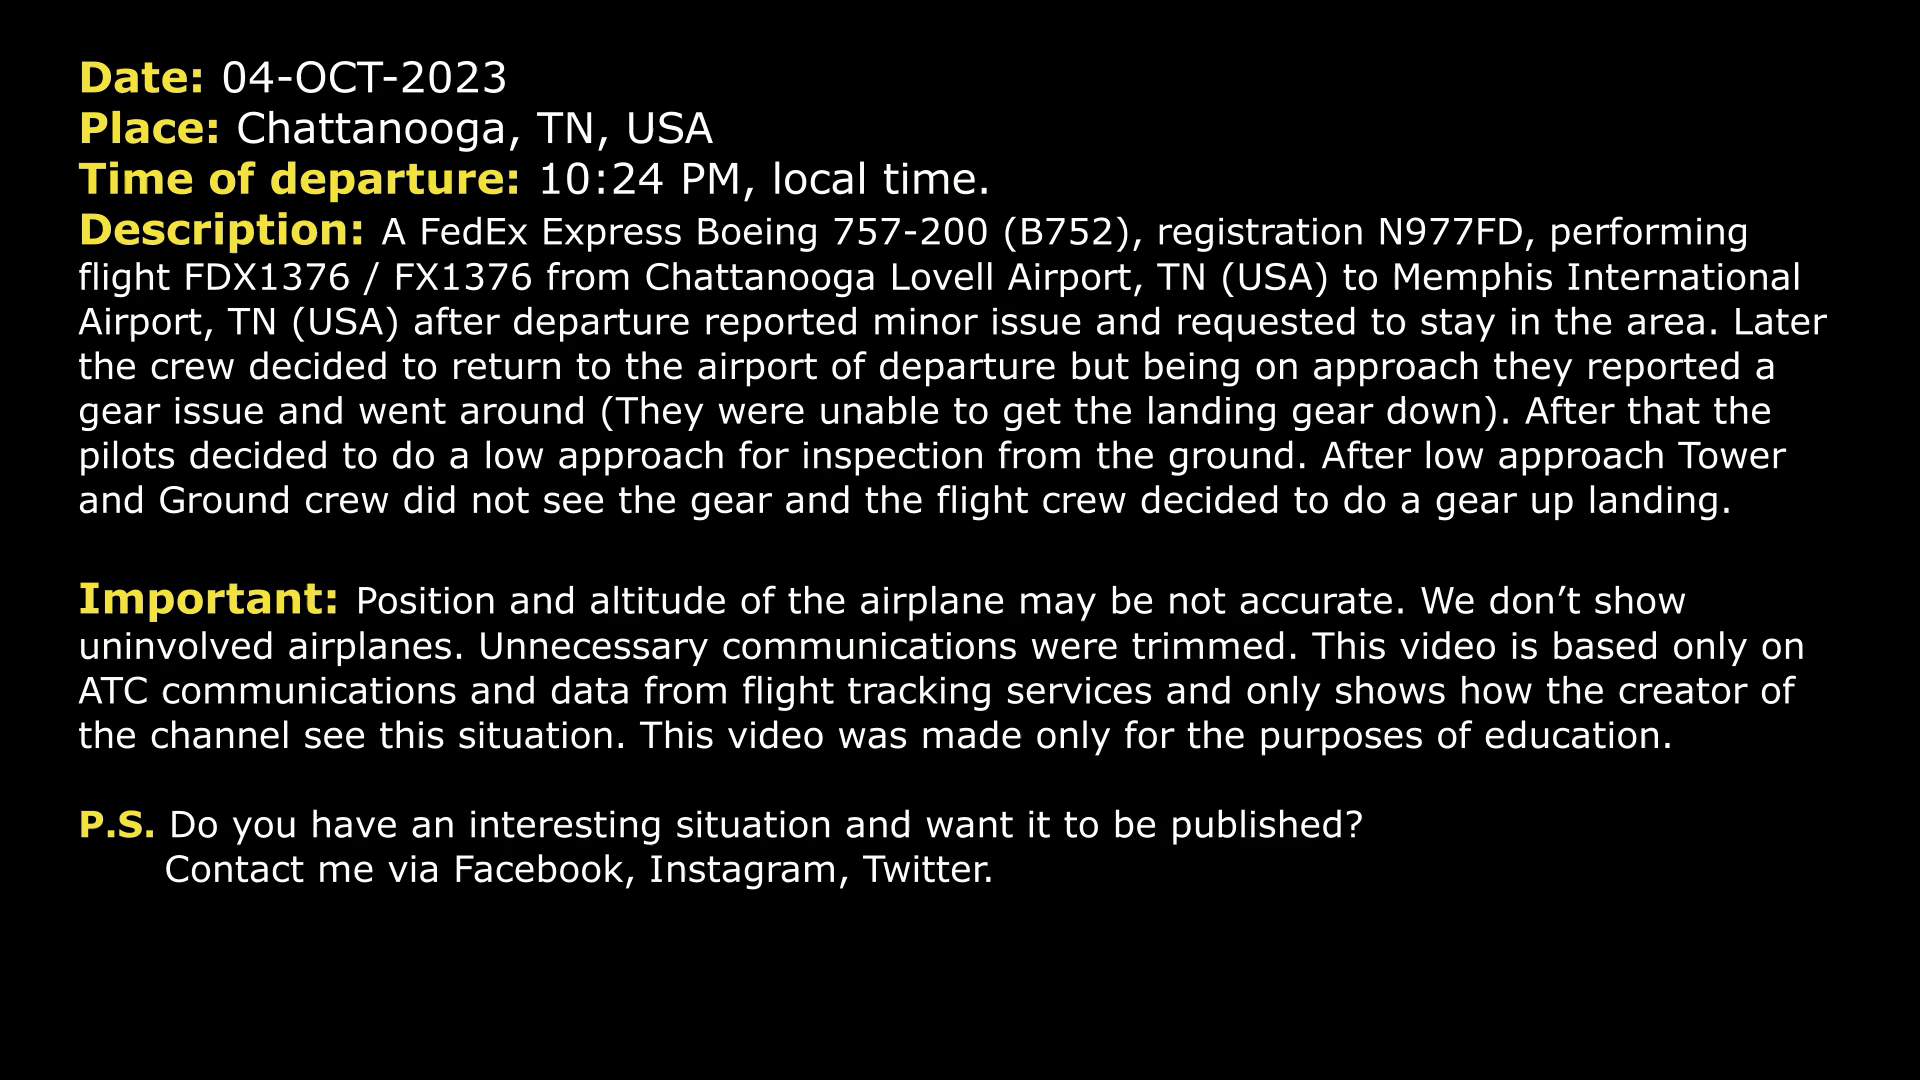 Date: 04-OCT-2023
Place: Chattanooga, TN, USA
Time of departure: 10:24 PM, local time.
Description: A FedEx Express Boeing 757-200 (B752), registration N977FD, performing
flight FDX1376 / FX1376 from Chattanooga Lovell Airport, TN (USA) to Memphis International
Airport, TN (USA) after departure reported minor issue and requested to stay in the area. Later
the crew decided to return to the airport of departure but being on approach they reported a
gear issue and went around (They were unable to get the landing gear down). After that the
pilots decided to do a low approach for inspection from the ground. After low approach Tower
and Ground crew did not see the gear and the flight crew decided to do a gear up landing.
Important: Position and altitude of the airplane may be not accurate. We don’t show
uninvolved airplanes. Unnecessary communications were trimmed. This video is based only on
ATC communications and data from flight tracking services and only shows how the creator of
the channel see this situation. This video was made only for the purposes of education.
P.S. Do you have an interesting situation and want it to be published?
Contact me via Facebook, Instagram, Twitter.